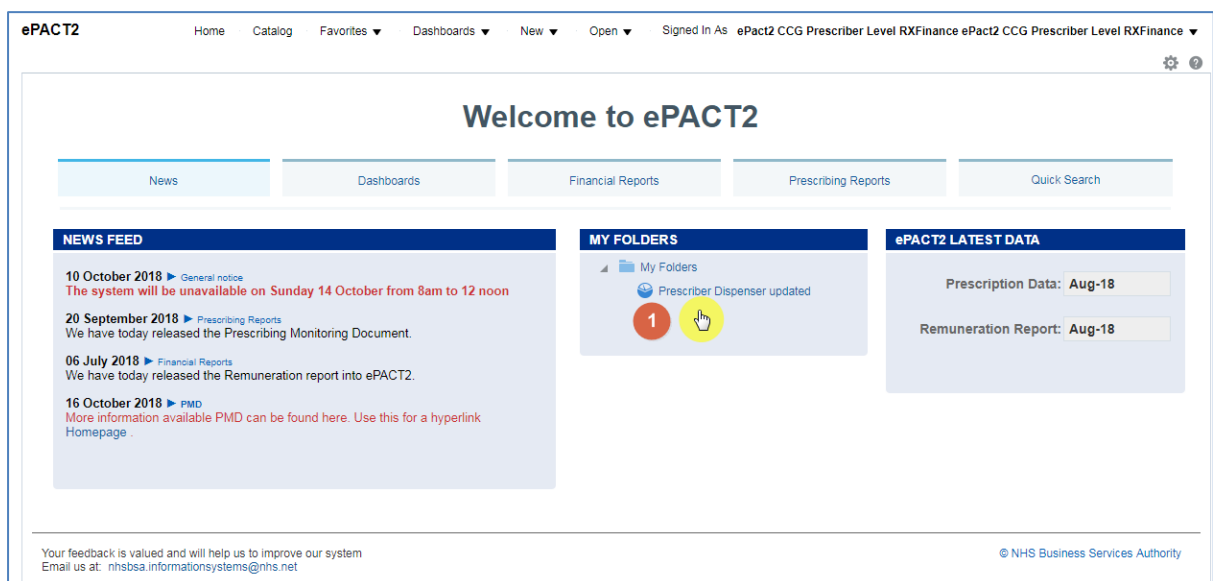 ePACT2 Home Catalog Favorites ▼ Dashboards ▼ New ▼ Open ▼ Signed In As ePact2 CCG Prescriber Level RXFinance ePact2 CCG Prescriber Level RXFinance ▼
Welcome to ePACT2
News Dashboards Financial Reports Prescribing Reports Quick Search
NEWS FEED
10 October 2018 ► General notice
The system will be unavailable on Sunday 14 October from 8am to 12 noon
20 September 2018 ► Prescribing Reports
We have today released the Prescribing Monitoring Document.
06 July 2018 ► Financial Reports
We have today released the Remuneration report into ePACT2.
16 October 2018 ► PMD
More information available PMD can be found here. Use this for a hyperlink
Homepage .
MY FOLDERS
My Folders
Prescriber Dispenser updated
1
ePACT2 LATEST DATA
Prescription Data: Aug-18
Remuneration Report: Aug-18
Your feedback is valued and will help us to improve our system
Email us at: nhsbsa.informationsystems@nhs.net
© NHS Business Services Authority